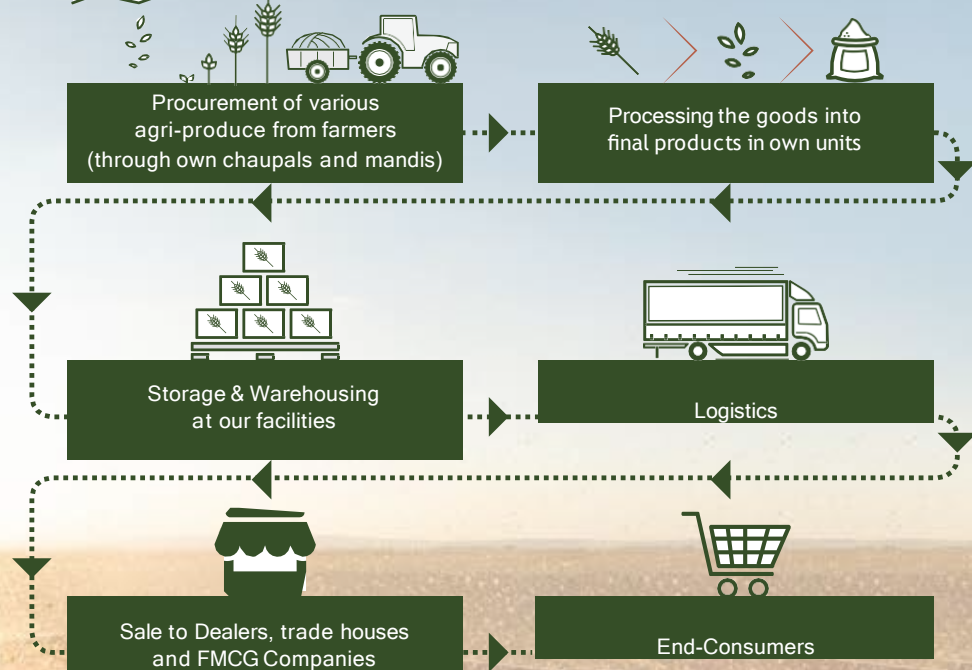 Procurement of various
agri-produce from farmers
(through own chaupals and mandis)
Processing the goods into
final products in own units
Storage & Warehousing
at our facilities
Logistics
Sale to Dealers, trade houses
and FMCG Companies
End-Consumers